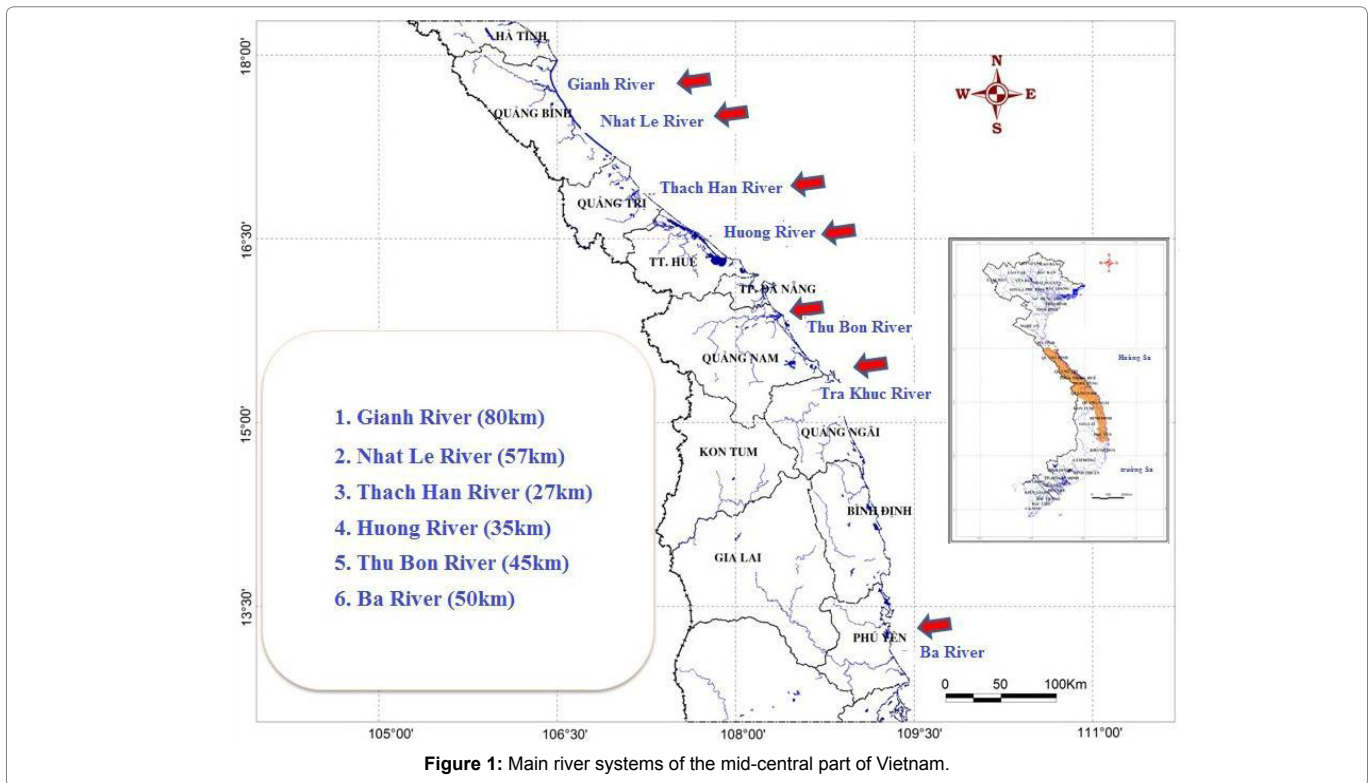 18°00'
16°30'
15°00'
13°30'
HÀ TĨNH
Gianh River
N
W E
S
QUẢNG BÌNH
Nhat Le River
Thach Han River
QUẢNG TRỊ
Huong River
TT. HUẾ
TP. ĐÀ NẴNG
Thu Bon River
QUẢNG NAM
Tra Khuc River
QUẢNG NGÃI
KON TUM
BÌNH ĐỊNH
GIA LAI
PHÚ YÊN
Ba River
1. Gianh River (80km)
2. Nhat Le River (57km)
3. Thach Han River (27km)
4. Huong River (35km)
5. Thu Bon River (45km)
6. Ba River (50km)
Hoàng Sa
trường Sa
0 50 100Km
105°00' 106°30' 108°00' 109°30' 111°00'
Figure 1: Main river systems of the mid-central part of Vietnam.